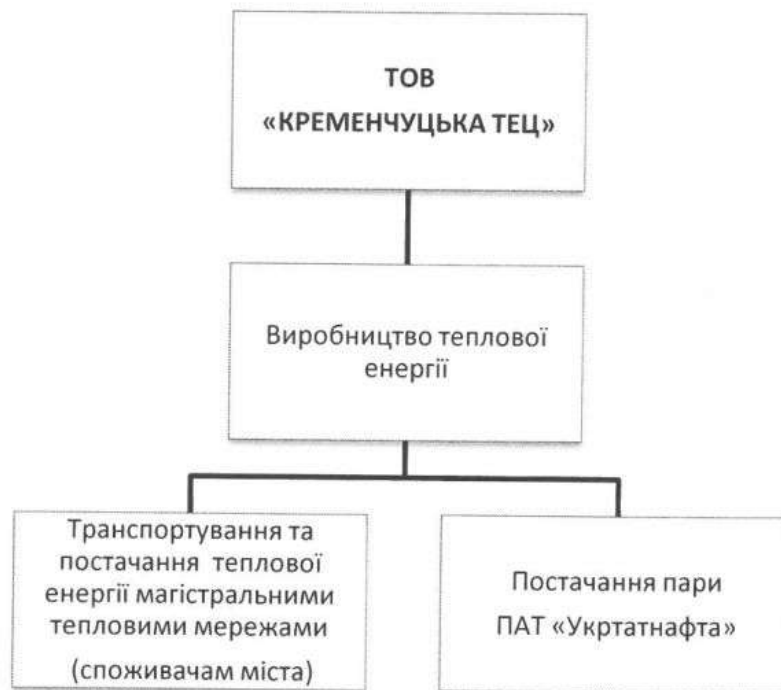 ТОВ
«КРЕМЕНЧУЦЬКА ТЕЦ»
Виробництво теплової
енергії
Транспортування та
постачання теплової
енергії магістральними
тепловими мережами
(споживачам міста)
Постачання пари
ПАТ «Укртатнафта»